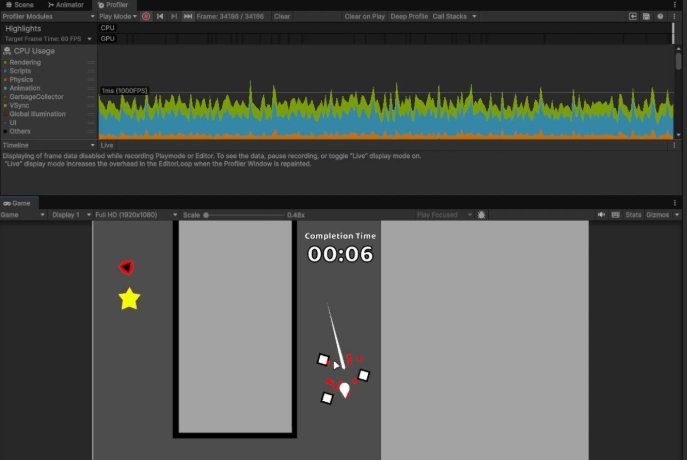 Scene Animator Profiler
Profiler Modules Play Mode Frame: 34186 / 34186 Clear Clear on Play Deep Profile Call Stacks
Highlights CPU
Target Frame Time: 60 FPS GPU
CPU Usage
Rendering
Scripts
Physics
Animation
GarbageCollector
VSync
Global Illumination
UI
Others
1ms (1000FPS)
Timeline Live
Displaying of frame data disabled while recording Playmode or Editor. To see the data, pause recording, or toggle "Live" display mode on.
"Live" display mode increases the overhead in the EditorLoop when the Profiler Window is repainted.
Game
Game Display 1 Full HD (1920x1080) Scale 0.48x Play Focused Stats Gizmos
Completion Time
00:06